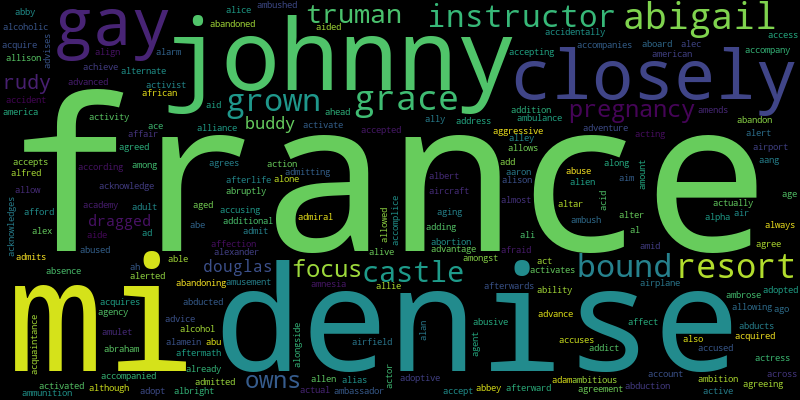 abby gay alice abandoned ambushed aided truman instructor accidentally abigail
alcoholic acquire advises align alarm johnny accepting accompanies aboard alec access
allison achieve alternate american closely accompany
rudy advanced activist african grown grace addition pregnancy amends
accident america activity affair ace aid alliance buddy activate ahead accepted ally address ambulance adventure acting abandon
france agreed among agrees action admitting aggressive alley allows alert airport
accepts alfred according afterlife alone albert add aaron abuse along amount aang
allow acknowledge abruptly aircraft alison alien aim acid age
afford academy adult aged accusing admiral allowed accomplice aging almost altar ambush alter actually alpha air always
acknowledges alex aide dragged ad abe additional admit adding abortion ali al
admits abused affection alexander alive advantage afraid amid agree
absence ah able douglas focus castle amongst act bound resort
mi alerted abandoning amusement amnesia allie afterwards activates airplane
denise acquires abducted ability ambrose adopted
agency advice alongside abusive advance affect allowing ago
acquaintance amulet alcohol alan agent abducts
abraham alamein abu airfield accuses also accused acquired
accompanied aftermath already addict actress
activated although admitted owns allen alias actor adoptive abbey adamambitious account ambition across
ammunition adopt albright actual ambassador accept afterward agreement abduction active agreeing